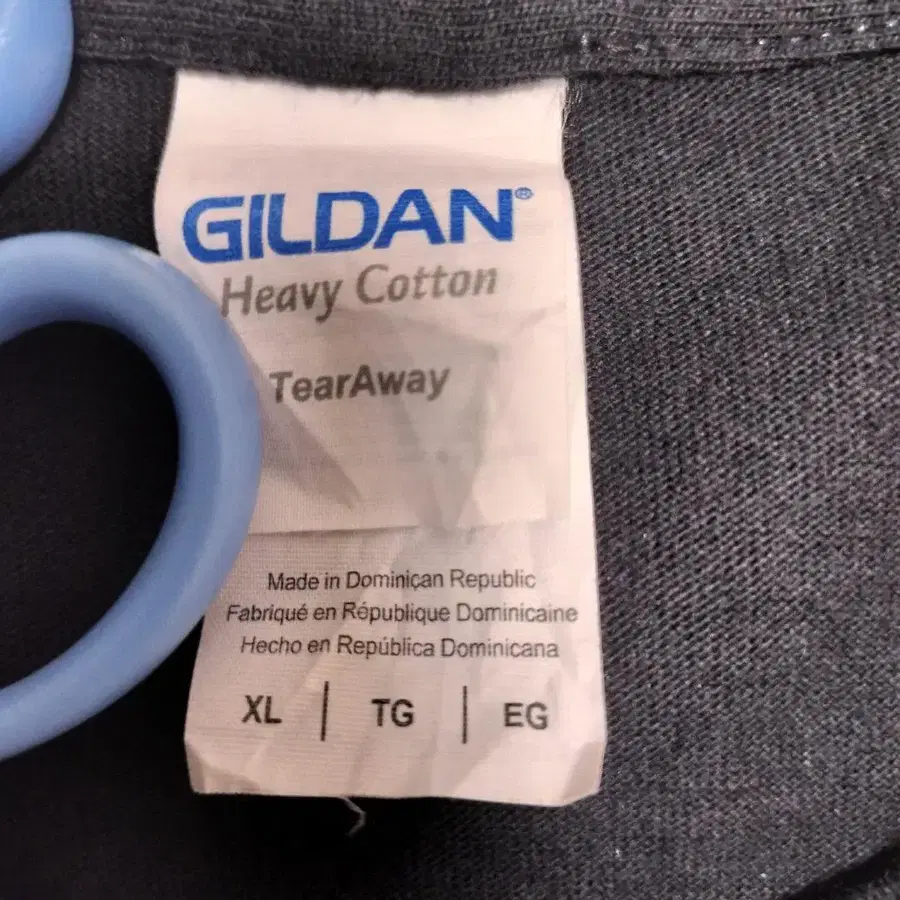 GILDAN®
Heavy Cotton
TearAway
Made in Dominican Republic
Fabriqué en République Dominicaine
Hecho en República Dominicana
XL | TG | EG